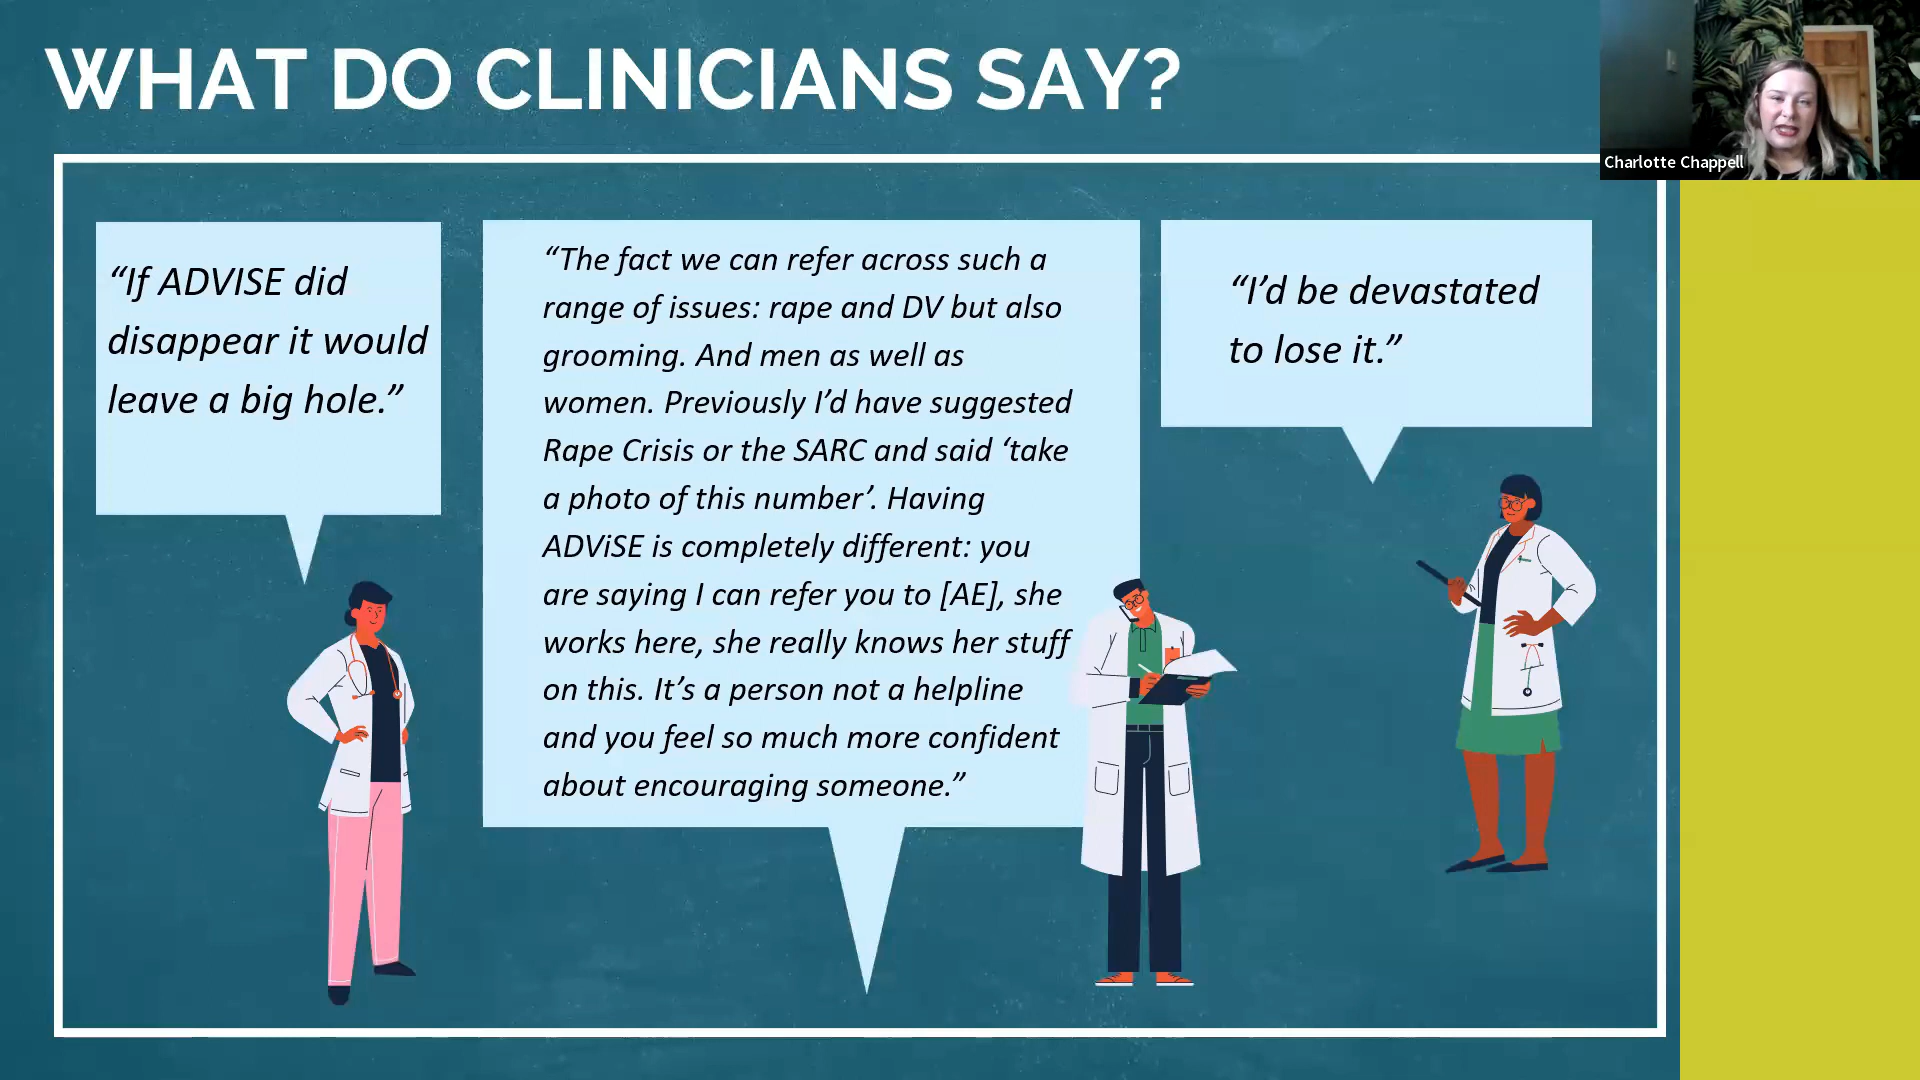 WHAT DO CLINICIANS SAY?
Charlotte Chappell
“If ADVISE did
disappear it would
leave a big hole.”
“The fact we can refer across such a
range of issues: rape and DV but also
grooming. And men as well as
women. Previously I’d have suggested
Rape Crisis or the SARC and said ‘take
a photo of this number’. Having
ADViSE is completely different: you
are saying I can refer you to [AE], she
works here, she really knows her stuff
on this. It’s a person not a helpline
and you feel so much more confident
about encouraging someone.”
“I’d be devastated
to lose it.”